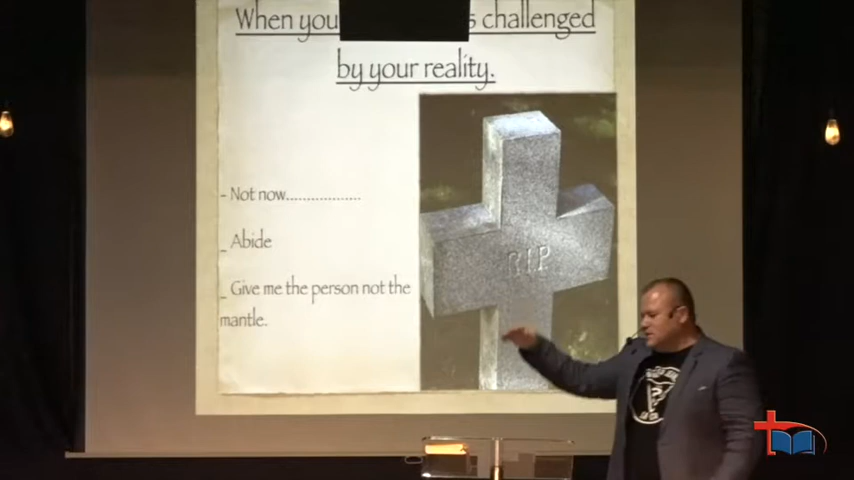 When you s challenged
by your reality.
- Not now....................
_ Abide
_ Give me the person not the
mantle.
RIP